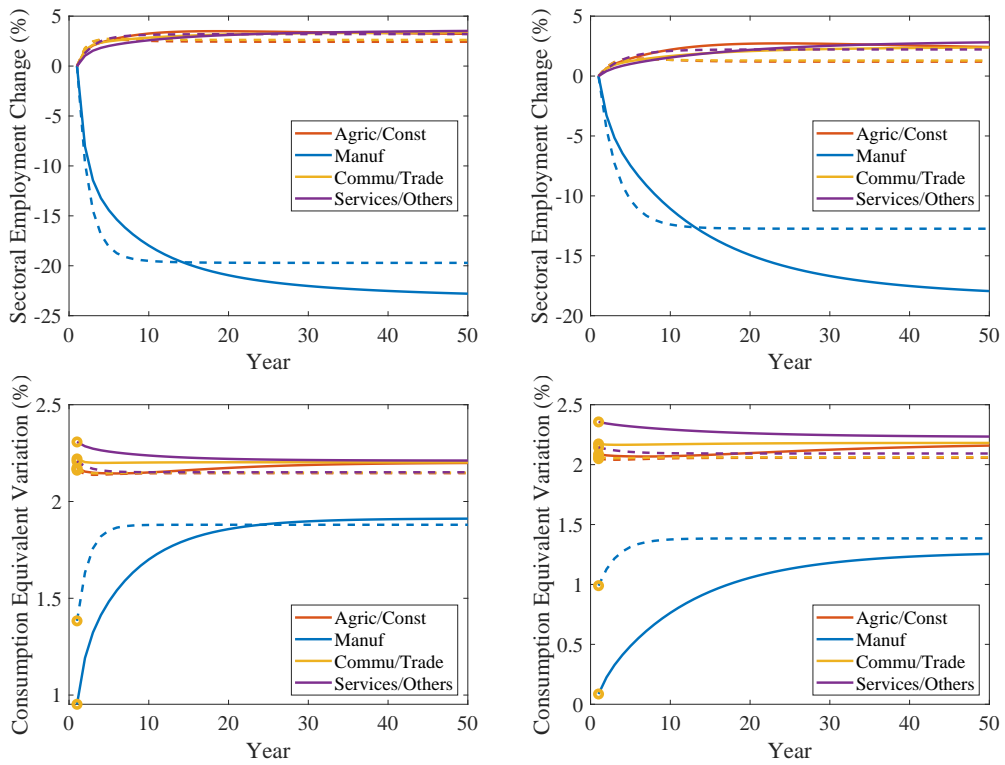 Sectoral Employment Change (%)
5
0
-5
-10
-15
-20
-25
0
10
20
30
40
50
Year
Agric/Const
Manuf
Commu/Trade
Services/Others
Sectoral Employment Change (%)
5
0
-5
-10
-15
-20
0
10
20
30
40
50
Year
Agric/Const
Manuf
Commu/Trade
Services/Others
Consumption Equivalent Variation (%)
2.5
2
1.5
1
0
10
20
30
40
50
Year
Agric/Const
Manuf
Commu/Trade
Services/Others
Consumption Equivalent Variation (%)
2.5
2
1.5
1
0.5
0
0
10
20
30
40
50
Year
Agric/Const
Manuf
Commu/Trade
Services/Others